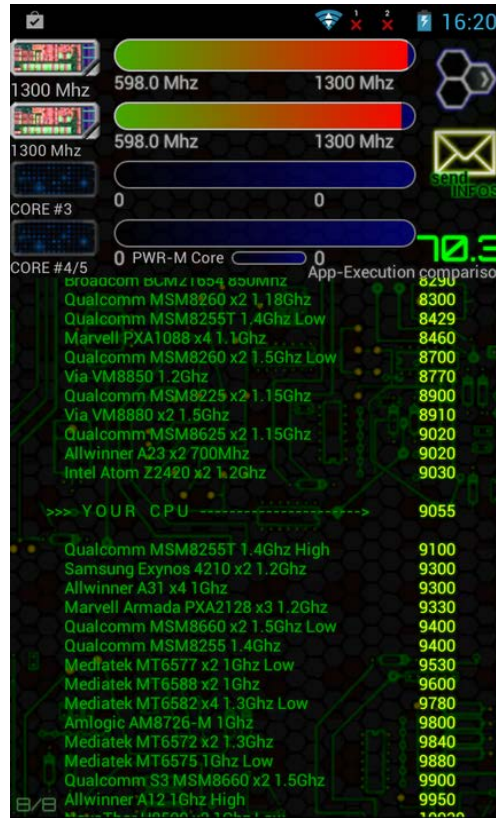 1 2 16:20
1300 Mhz 598.0 Mhz 1300 Mhz
1300 Mhz 598.0 Mhz 1300 Mhz
send INFOS
CORE #3 0 0
70.3
CORE #4/5 0 PWR-M Core 0
App-Execution compariso
Broadcom BCM21654 850Mhz 8290
Qualcomm MSM8260 x2 1,18Ghz 8300
Qualcomm MSM8255T 1.4Ghz Low 8429
Marvell PXA1088 x4 1.1Ghz 8460
Qualcomm MSM8260 x2 1.5Ghz Low 8700
Via VM8850 1.2Ghz 8770
Qualcomm MSM8225 x2 1.15Ghz 8900
Via VM8880 x2 1.5Ghz 8910
Qualcomm MSM8625 x2 1.15Ghz 9020
Allwinner A23 x2 700Mhz 9020
Intel Atom Z2420 x2 1.2Ghz 9030
>>> YOUR CPU --------------------> 9055
Qualcomm MSM8255T 1.4Ghz High 9100
Samsung Exynos 4210 x2 1.2Ghz 9300
Allwinner A31 x4 1Ghz 9300
Marvell Armada PXA2128 x3 1.2Ghz 9330
Qualcomm MSM8660 x2 1.5Ghz Low 9400
Qualcomm MSM8255 1.4Ghz 9400
Mediatek MT6577 x2 1Ghz Low 9530
Mediatek MT6588 x2 1Ghz 9600
Mediatek MT6582 x4 1.3Ghz Low 9780
Amlogic AM8726-M 1Ghz 9800
Mediatek MT6572 x2 1.3Ghz 9840
Mediatek MT6575 1Ghz Low 9880
Qualcomm S3 MSM8660 x2 1.5Ghz 9900
8/8 Allwinner A12 1Ghz High 9950